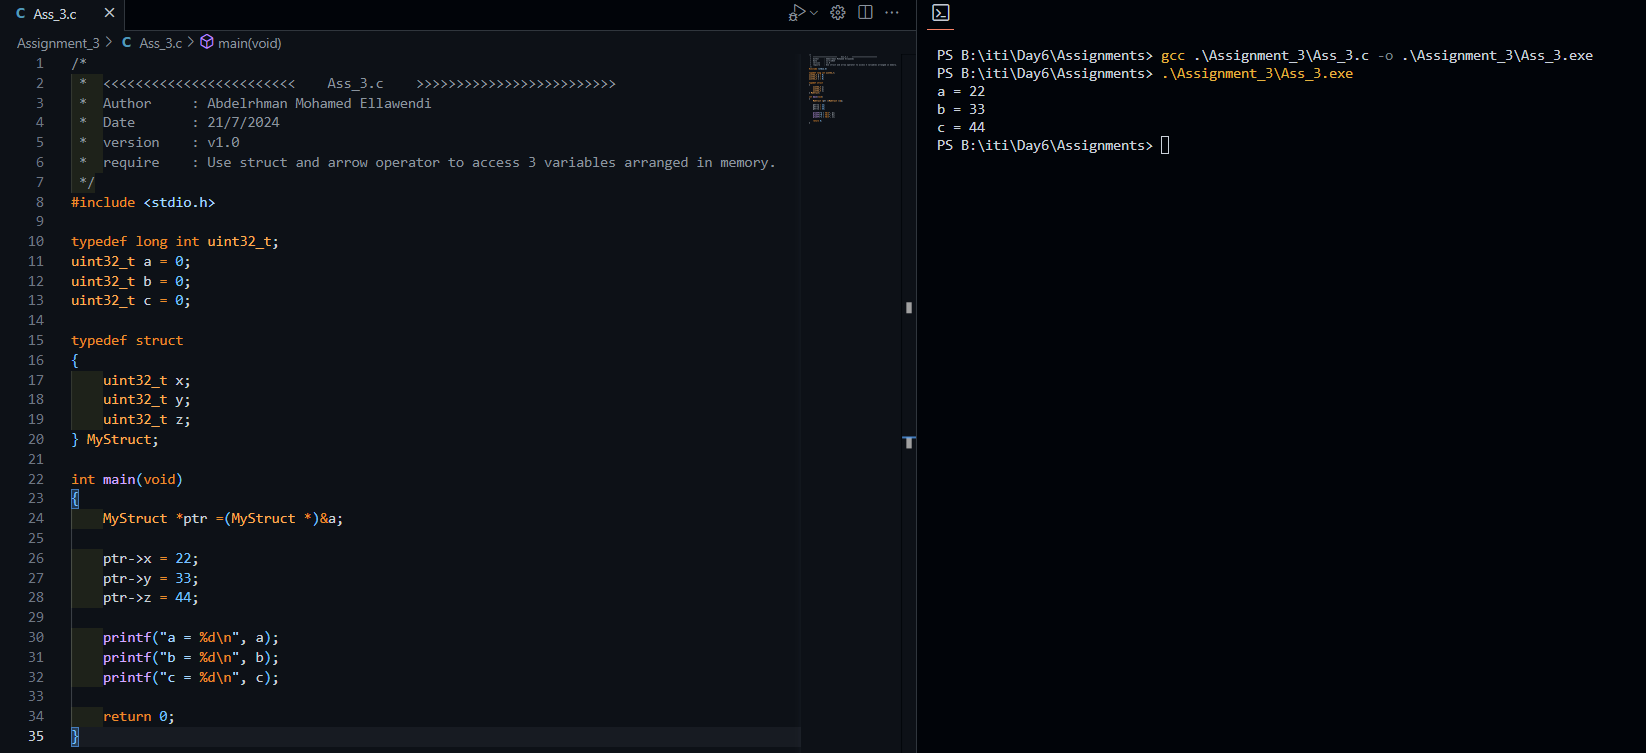 C Ass_3.c
Assignment_3 > C Ass_3.c > main(void)
1 /*
2 * <<<<<<<<<<<<<<<<<<<<<<<< Ass_3.c >>>>>>>>>>>>>>>>>>>>>>>>>
3 * Author : Abdelrhman Mohamed Ellawendi
4 * Date : 21/7/2024
5 * version : v1.0
6 * require : Use struct and arrow operator to access 3 variables arranged in memory.
7 */
8 #include <stdio.h>
9
10 typedef long int uint32_t;
11 uint32_t a = 0;
12 uint32_t b = 0;
13 uint32_t c = 0;
14
15 typedef struct
16 {
17 uint32_t x;
18 uint32_t y;
19 uint32_t z;
20 } MyStruct;
21
22 int main(void)
23 {
24 MyStruct *ptr =(MyStruct *)&a;
25
26 ptr->x = 22;
27 ptr->y = 33;
28 ptr->z = 44;
29
30 printf("a = %d\n", a);
31 printf("b = %d\n", b);
32 printf("c = %d\n", c);
33
34 return 0;
35 }
PS B:\iti\Day6\Assignments> gcc .\Assignment_3\Ass_3.c -o .\Assignment_3\Ass_3.exe
PS B:\iti\Day6\Assignments> .\Assignment_3\Ass_3.exe
a = 22
b = 33
c = 44
PS B:\iti\Day6\Assignments>